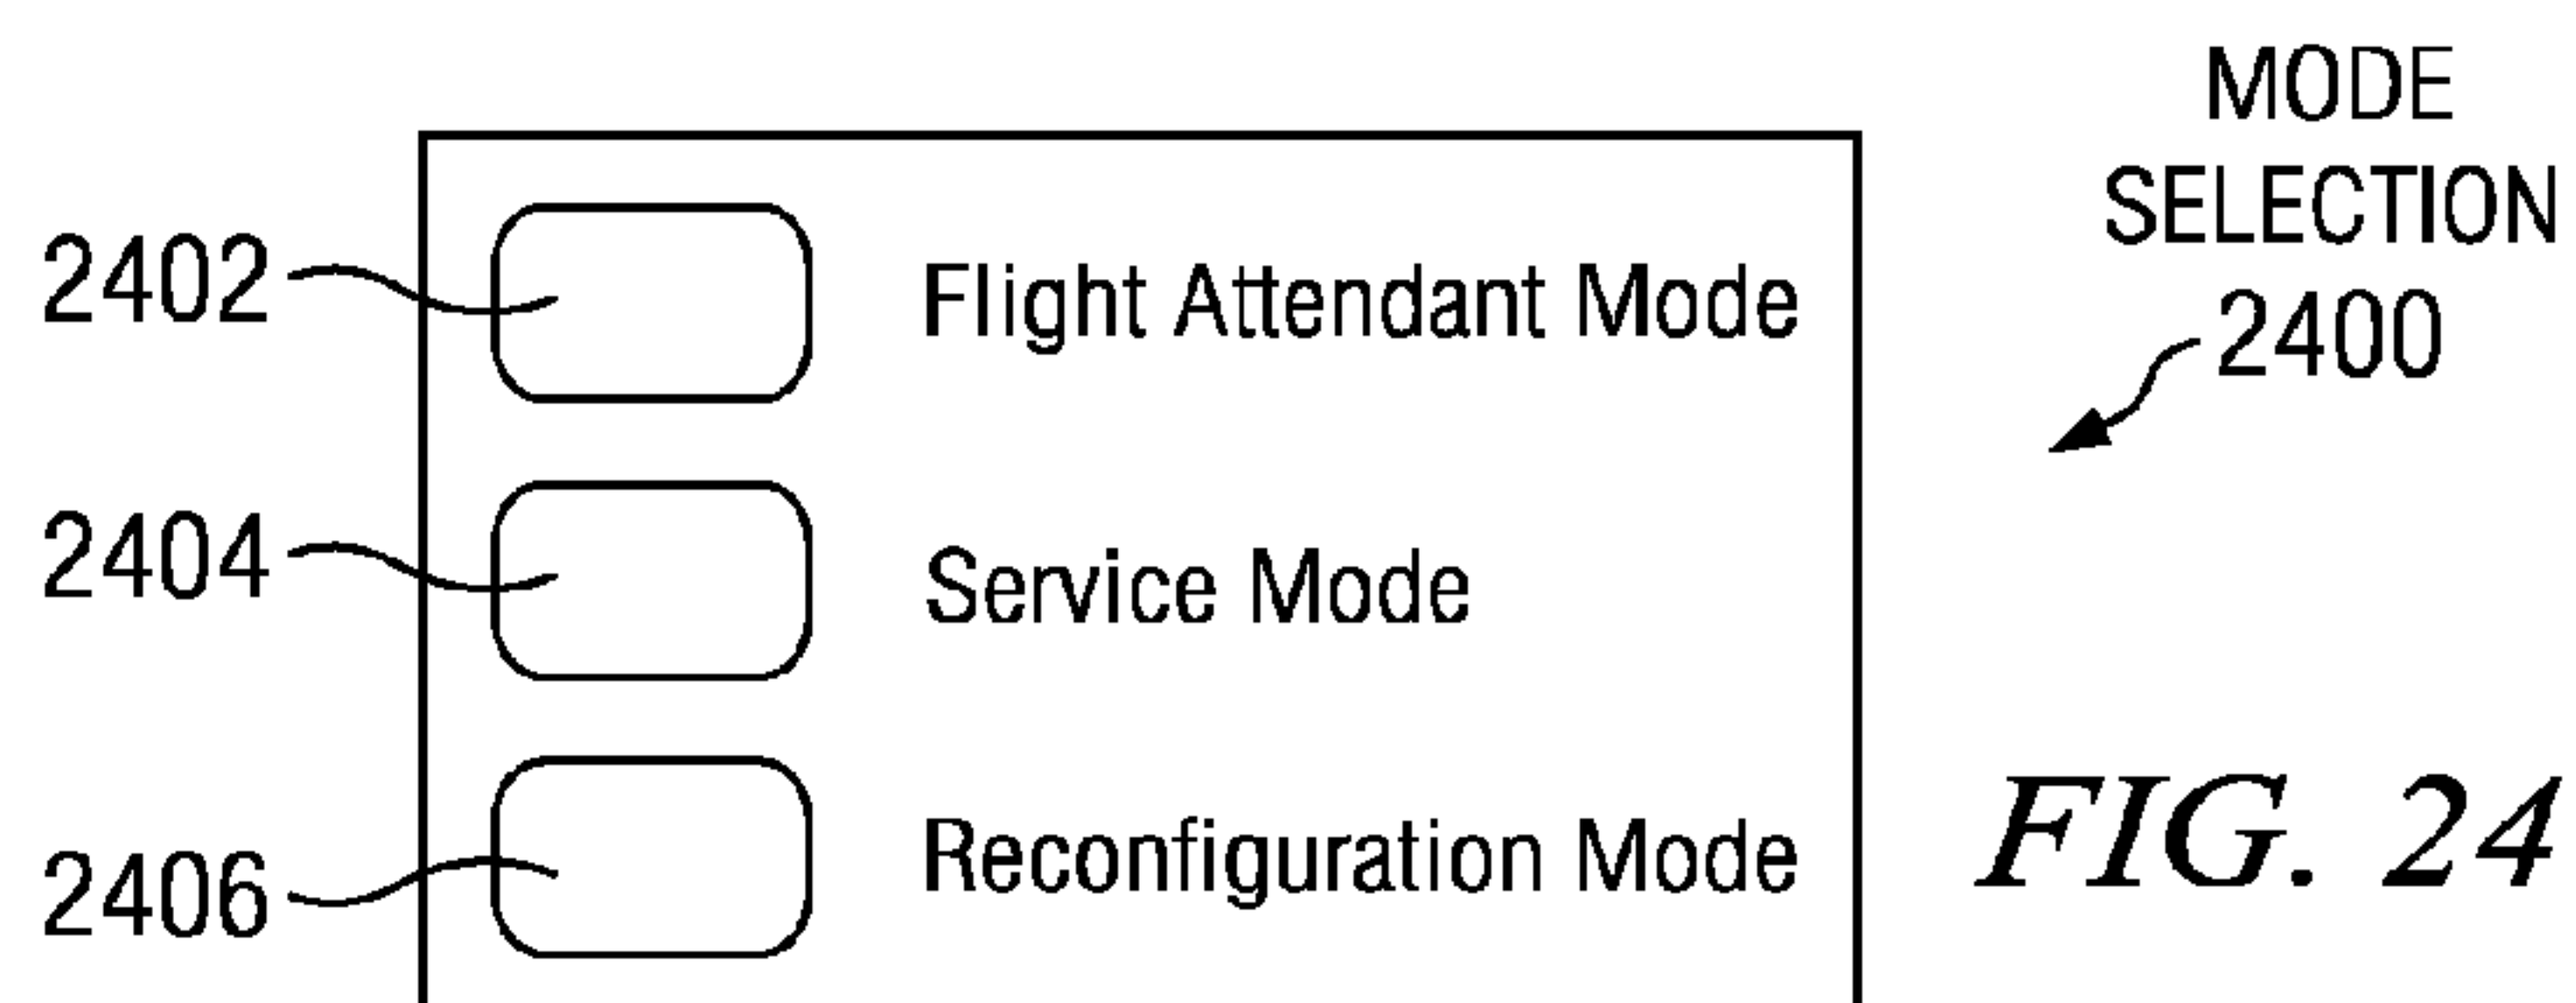 MODE
SELECTION
2400
2402
Flight Attendant Mode
2404
Service Mode
2406
Reconfiguration Mode
FIG. 24